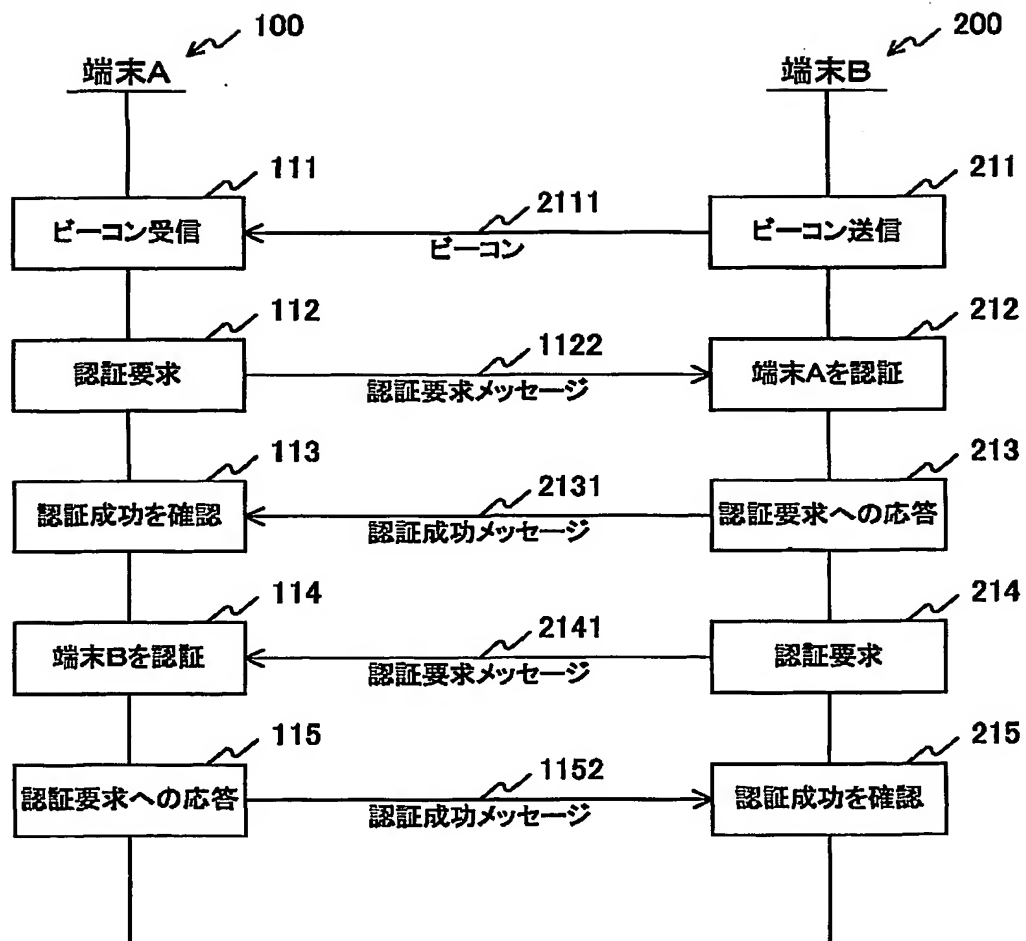 100
200
端末A
端末B
111
2111
211
ビーコン受信
ビーコン
ビーコン送信
112
1122
212
認証要求
認証要求メッセージ
端末Aを認証
113
2131
213
認証成功を確認
認証成功メッセージ
認証要求への応答
114
2141
214
端末Bを認証
認証要求メッセージ
認証要求
115
1152
215
認証要求への応答
認証成功メッセージ
認証成功を確認